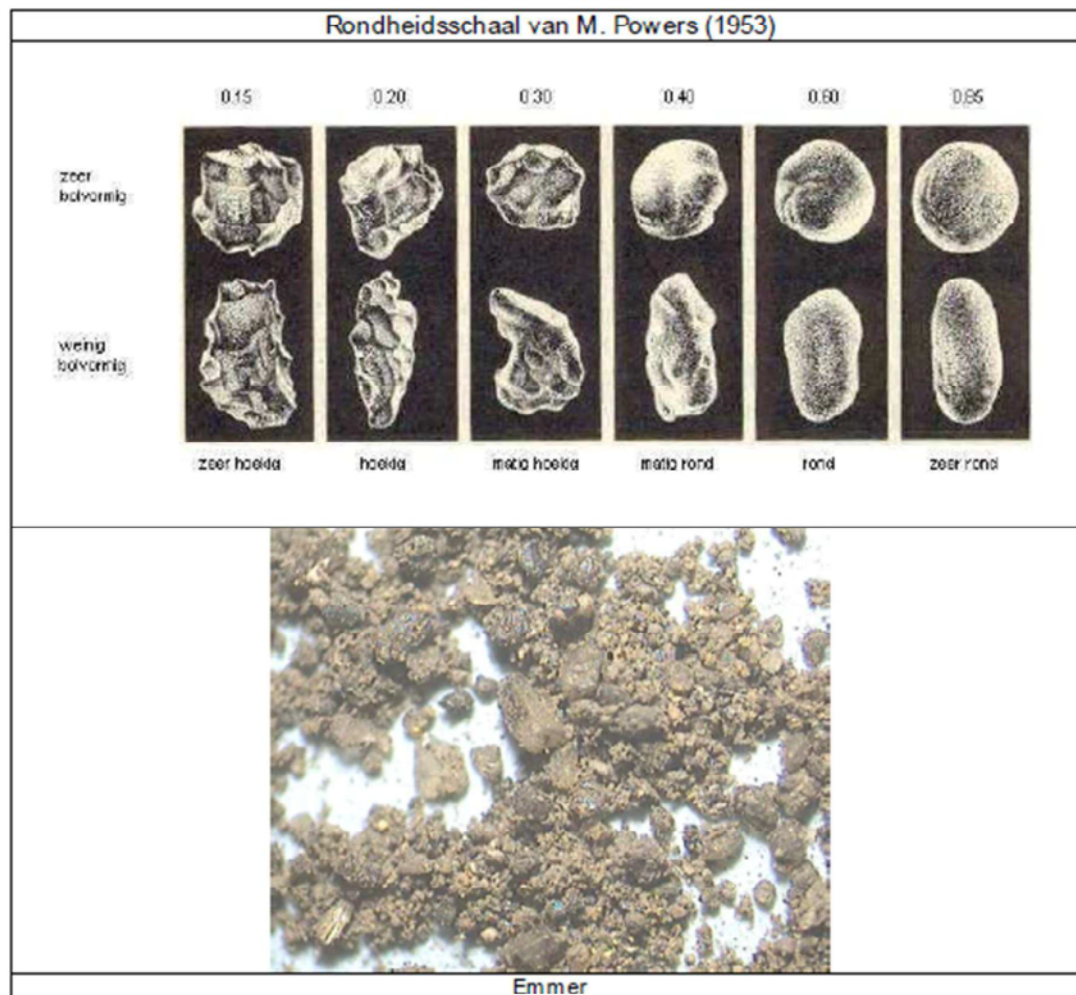 Rondheidsschaal van M. Powers (1953)
0.15 0.20 0.30 0.40 0.60 0.85
zeer
bolvormig
weinig
bolvormig
zeer hoekig hoekig matig hoekig matig rond rond zeer rond
Emmer